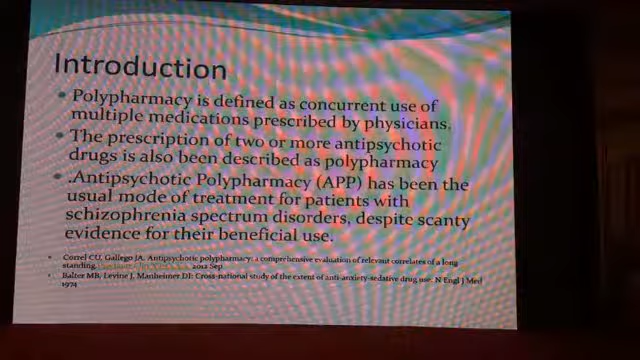 Introduction
Polypharmacy is defined as concurrent use of
multiple medications prescribed by physicians.
The prescription of two or more antipsychotic
drugs is also been described as polypharmacy
.Antipsychotic Polypharmacy (APP) has been the
usual mode of treatment for patients with
schizophrenia spectrum disorders, despite scanty
evidence for their beneficial use.
Correl CU, Gallego JA. Antipsychotic polypharmacy: a comprehensive evaluation of relevant correlates of a long
standing 2012 Sep
Balter MB, Levine J, Manheimer DI: Cross-national study of the extent of anti-anxiety-sedative drug use. N Engl J Med
1974